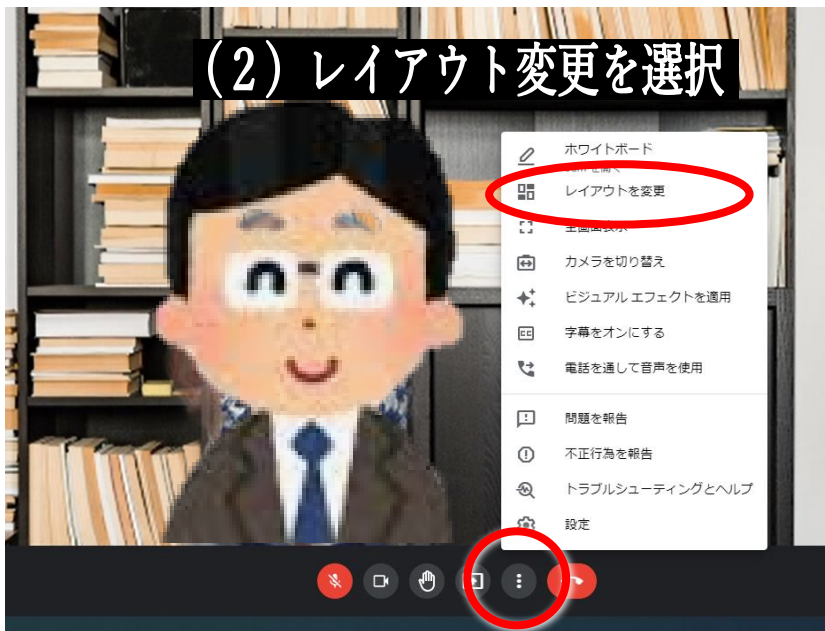 （2）レイアウト変更を選択
ホワイトボード
レイアウトを変更
全画面表示
カメラを切り替え
ビジュアル エフェクトを適用
字幕をオンにする
電話を通して音声を使用
問題を報告
不正行為を報告
トラブルシューティングとヘルプ
設定